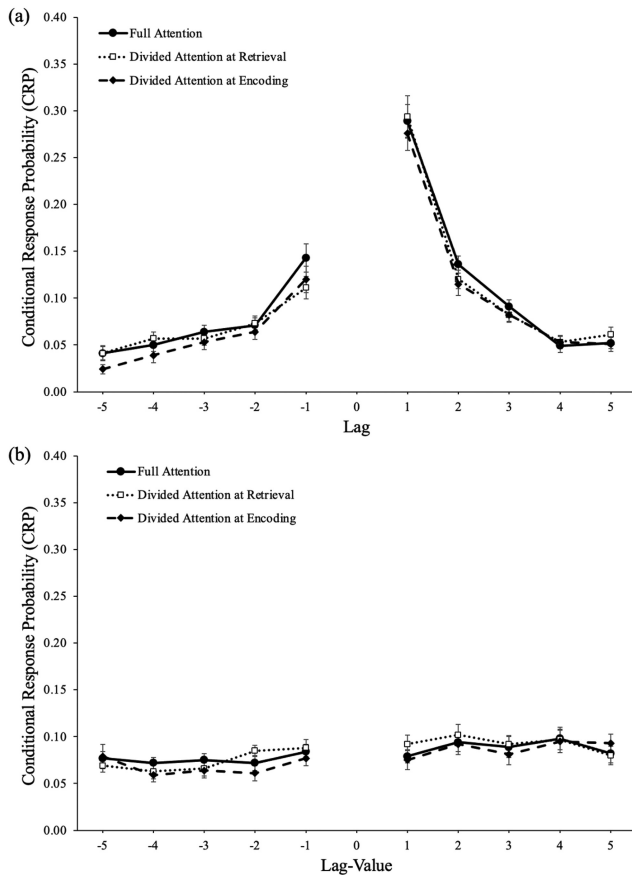 (a)
Full Attention
Divided Attention at Retrieval
Divided Attention at Encoding
Conditional Response Probability (CRP)
0.40
0.35
0.30
0.25
0.20
0.15
0.10
0.05
0.00
-5 -4 -3 -2 -1 0 1 2 3 4 5
Lag
(b)
Full Attention
Divided Attention at Retrieval
Divided Attention at Encoding
Conditional Response Probability (CRP)
0.40
0.35
0.30
0.25
0.20
0.15
0.10
0.05
0.00
-5 -4 -3 -2 -1 0 1 2 3 4 5
Lag-Value